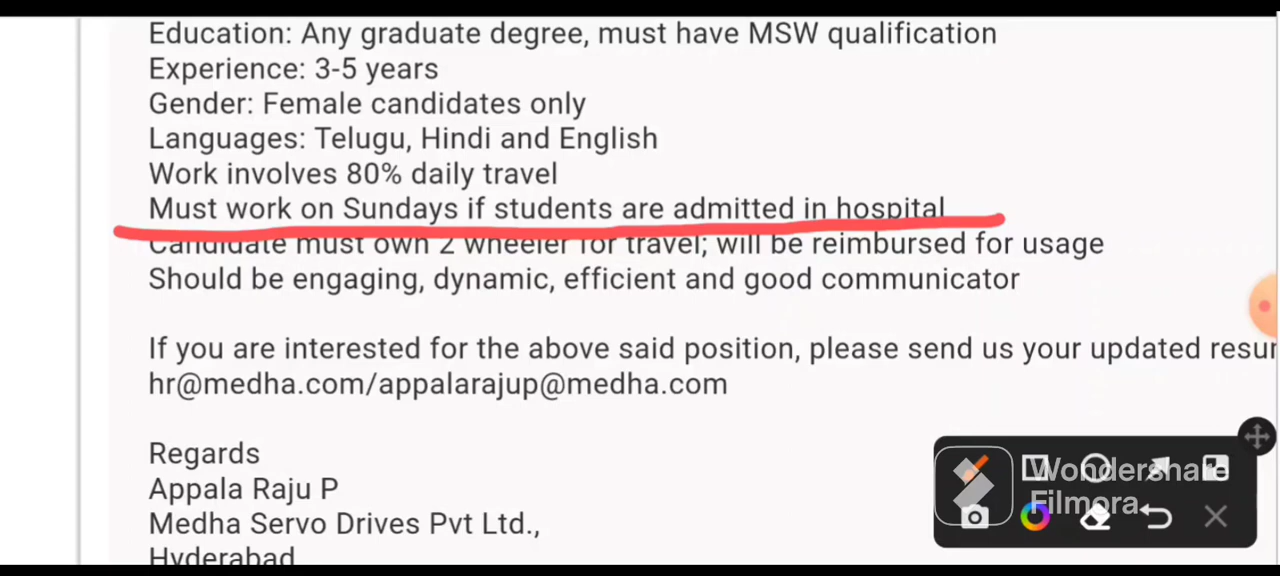 Education: Any graduate degree, must have MSW qualification
Experience: 3-5 years
Gender: Female candidates only
Languages: Telugu, Hindi and English
Work involves 80% daily travel
Must work on Sundays if students are admitted in hospital
Candidate must own 2 wheeler for travel; will be reimbursed for usage
Should be engaging, dynamic, efficient and good communicator
If you are interested for the above said position, please send us your updated
hr@medha.com/appalarajup@medha.com
Regards
Appala Raju P
Medha Servo Drives Pvt Ltd.,
Hyderabad
Wondershare
Filmora